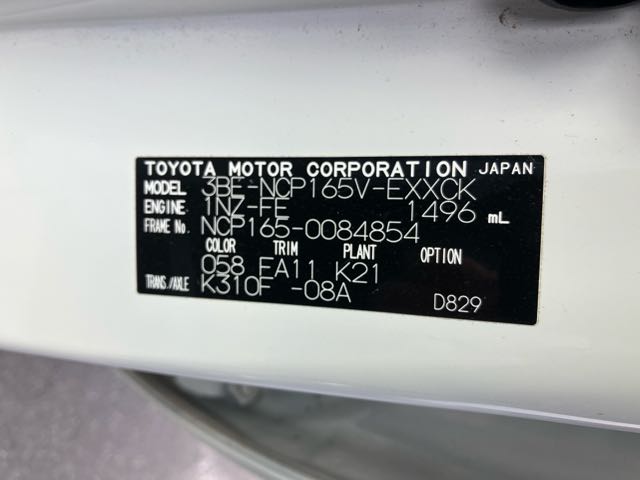 TOYOTA MOTOR CORPORATION JAPAN
MODEL 3BE-NCP165V-EXXCK
ENGINE 1NZ-FE 1496 mL
FRAME No. NCP165-0084854
COLOR TRIM PLANT OPTION
058 FA11 K21
TRANS./AXLE K310F -08A
D829